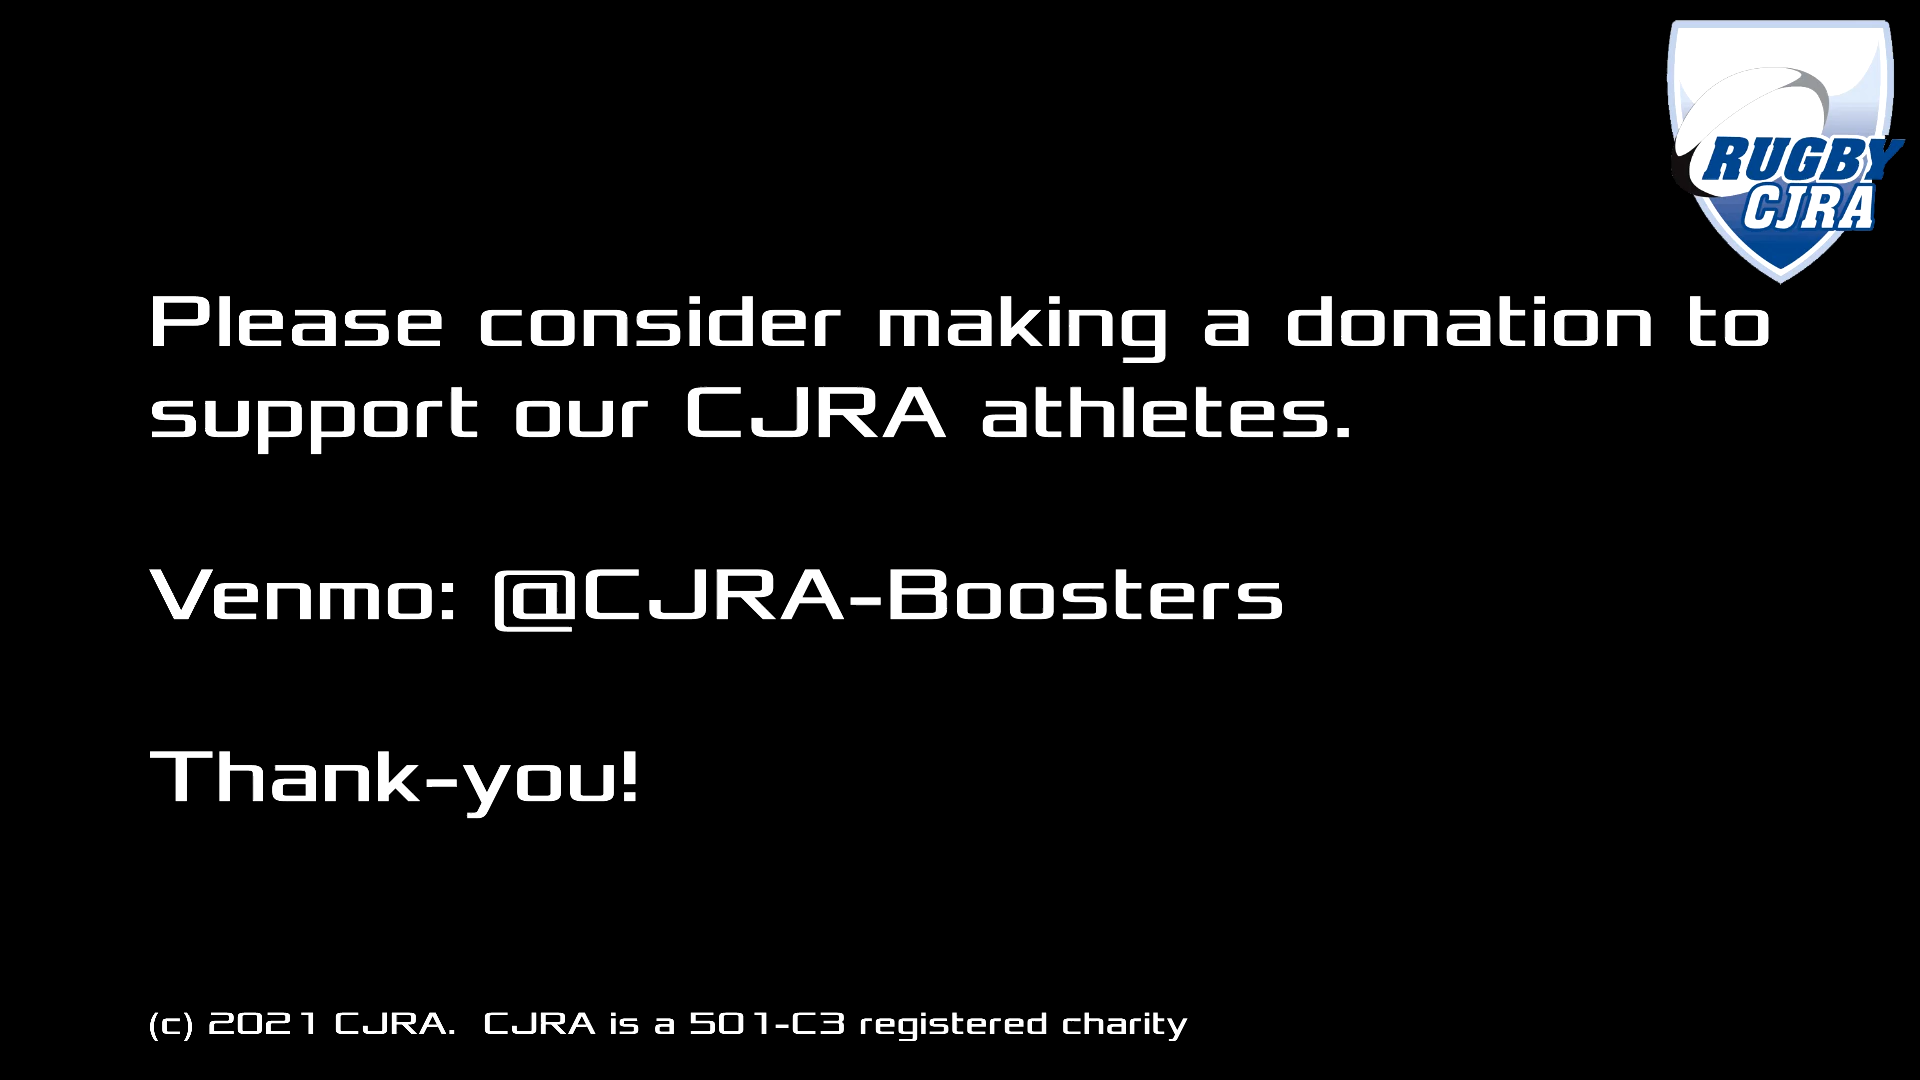 RUGBY
CJRA
Please consider making a donation to
support our CJRA athletes.
Venmo: @CJRA-Boosters
Thank-you!
(c) 2021 CJRA.  CJRA is a 501-C3 registered charity